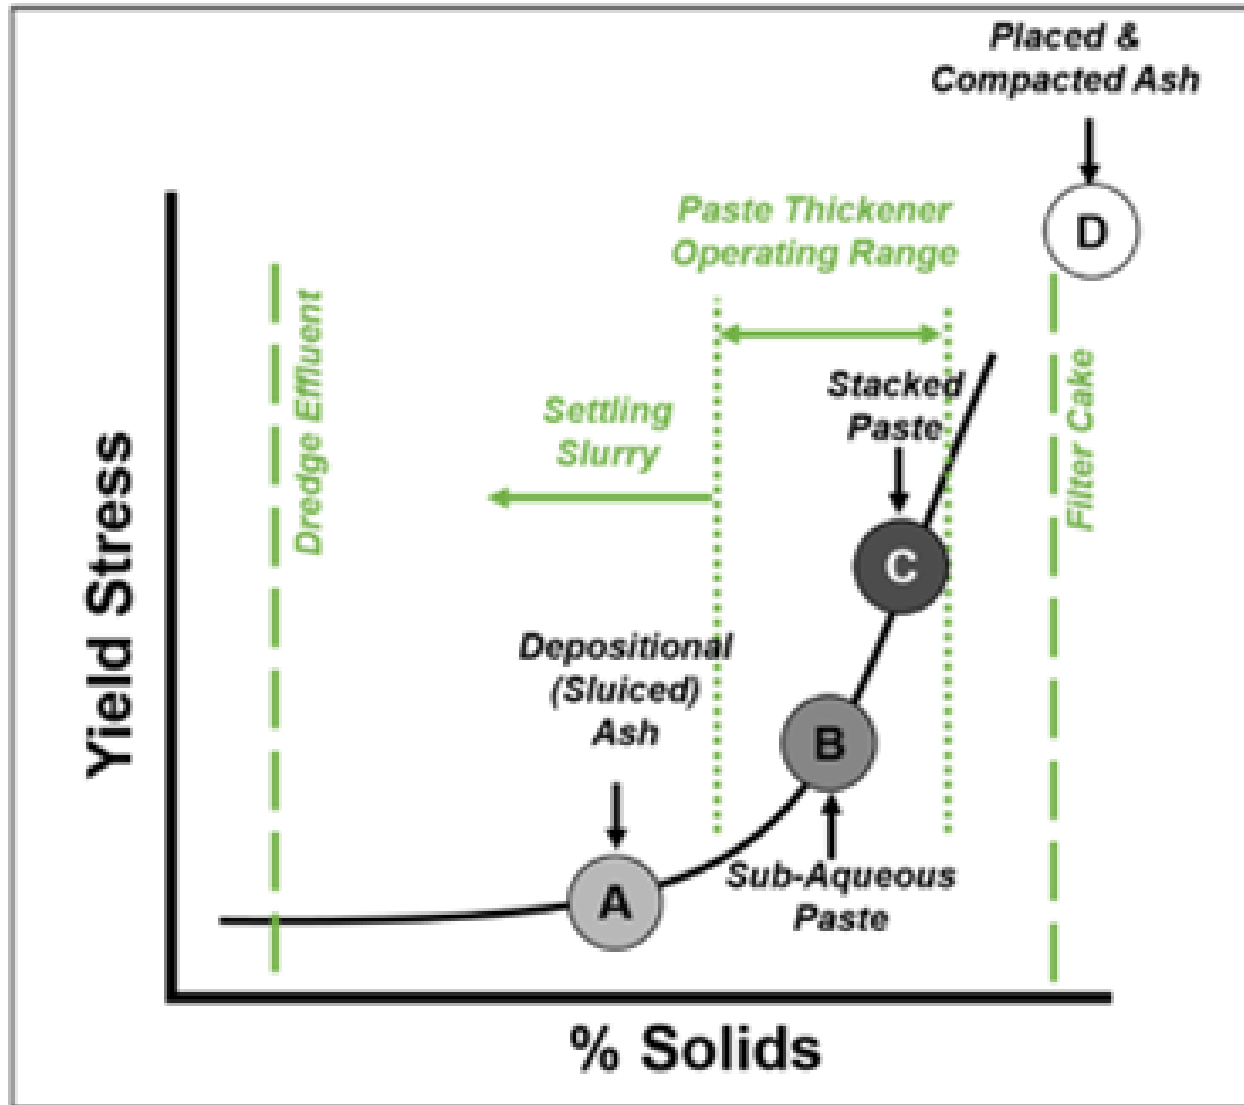 Placed &
Compacted Ash
D
Paste Thickener
Operating Range
Dredge Effluent
Settling
Slurry
Stacked
Paste
Filter Cake
C
Yield Stress
Depositional
(Sluiced)
Ash
B
A
Sub-Aqueous
Paste
% Solids